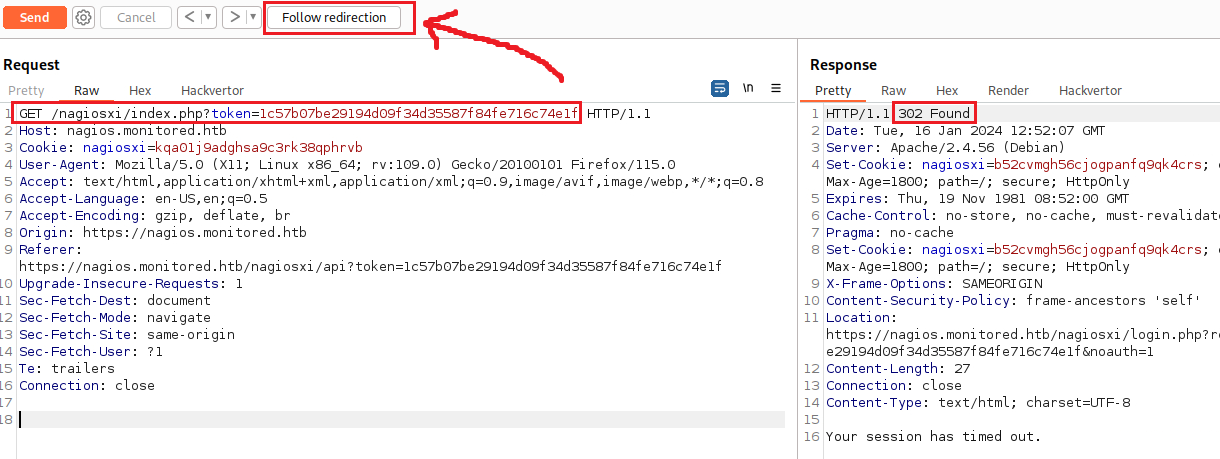 Send Cancel < > Follow redirection
Request
Pretty Raw Hex Hackvertor \n
1 GET /nagiosxi/index.php?token=1c57b07be29194d09f34d35587f84fe716c74e1f HTTP/1.1
2 Host: nagios.monitored.htb
3 Cookie: nagiosxi=kqa01j9adghsa9c3rk38qphrvb
4 User-Agent: Mozilla/5.0 (X11; Linux x86_64; rv:109.0) Gecko/20100101 Firefox/115.0
5 Accept: text/html,application/xhtml+xml,application/xml;q=0.9,image/avif,image/webp,*/*;q=0.8
6 Accept-Language: en-US,en;q=0.5
7 Accept-Encoding: gzip, deflate, br
8 Origin: https://nagios.monitored.htb
9 Referer:
https://nagios.monitored.htb/nagiosxi/api?token=1c57b07be29194d09f34d35587f84fe716c74e1f
10 Upgrade-Insecure-Requests: 1
11 Sec-Fetch-Dest: document
12 Sec-Fetch-Mode: navigate
13 Sec-Fetch-Site: same-origin
14 Sec-Fetch-User: ?1
15 Te: trailers
16 Connection: close
17
18
Response
Pretty Raw Hex Render Hackvertor
1 HTTP/1.1 302 Found
2 Date: Tue, 16 Jan 2024 12:52:07 GMT
3 Server: Apache/2.4.56 (Debian)
4 Set-Cookie: nagiosxi=b52cvmgh56cjogpanfq9qk4crs;
Max-Age=1800; path=/; secure; HttpOnly
5 Expires: Thu, 19 Nov 1981 08:52:00 GMT
6 Cache-Control: no-store, no-cache, must-revalidate
7 Pragma: no-cache
8 Set-Cookie: nagiosxi=b52cvmgh56cjogpanfq9qk4crs;
Max-Age=1800; path=/; secure; HttpOnly
9 X-Frame-Options: SAMEORIGIN
10 Content-Security-Policy: frame-ancestors 'self'
11 Location:
https://nagios.monitored.htb/nagiosxi/login.php?r
e29194d09f34d35587f84fe716c74e1f&noauth=1
12 Content-Length: 27
13 Connection: close
14 Content-Type: text/html; charset=UTF-8
15
16 Your session has timed out.